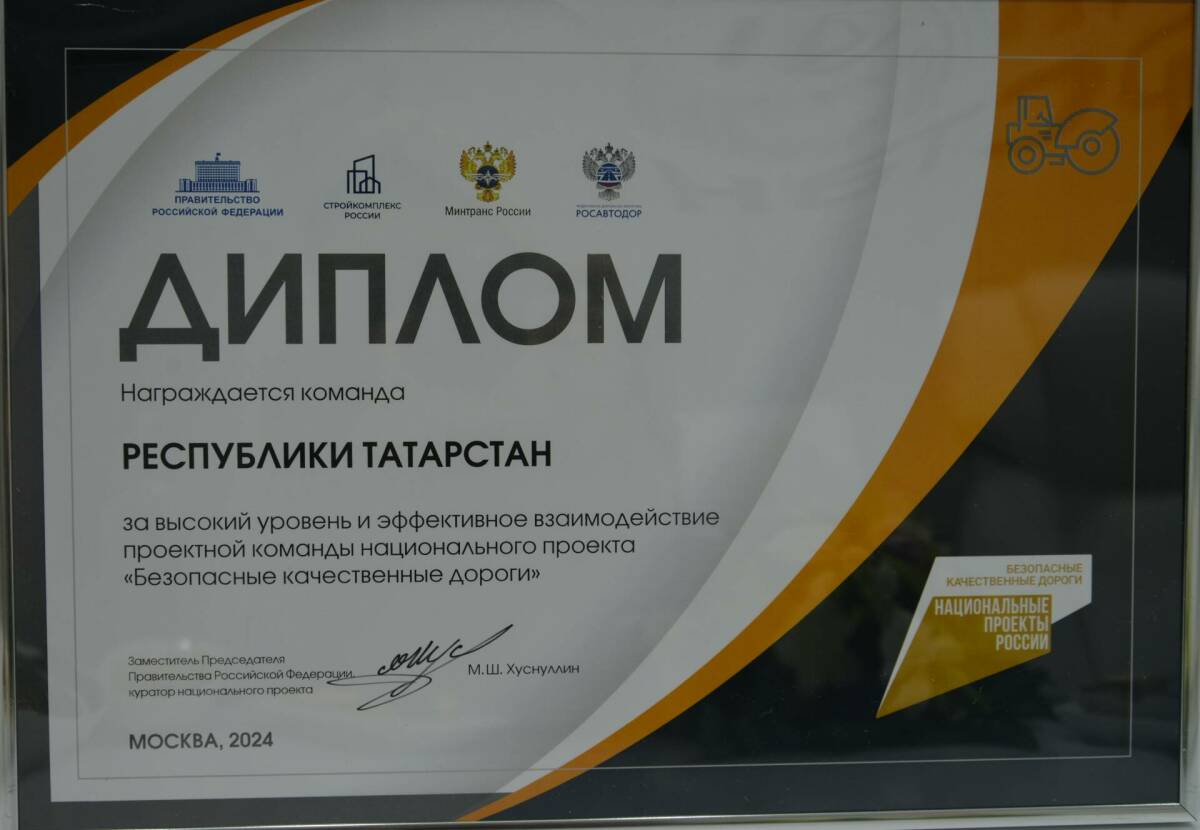 ПРАВИТЕЛЬСТВО
РОССИЙСКОЙ ФЕДЕРАЦИИ
СТРОЙКОМПЛЕКС
РОССИИ
Минтранс России
РОСАВТОДОР
ДИПЛОМ
Награждается команда
РЕСПУБЛИКИ ТАТАРСТАН
за высокий уровень и эффективное взаимодействие
проектной команды национального проекта
«Безопасные качественные дороги»
Заместитель Председателя
Правительства Российской Федерации,
куратор национального проекта
М.Ш. Хуснуллин
МОСКВА, 2024
БЕЗОПАСНЫЕ
КАЧЕСТВЕННЫЕ ДОРОГИ
НАЦИОНАЛЬНЫЕ
ПРОЕКТЫ
РОССИИ